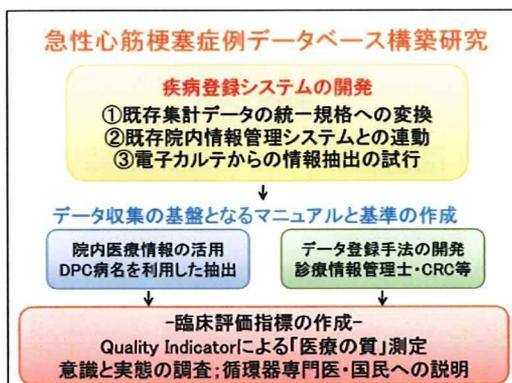 急性心筋梗塞症例データベース構築研究
疾病登録システムの開発
①既存集計データの統一規格への変換
②既存院内情報管理システムとの連動
③電子カルテからの情報抽出の試行
データ収集の基盤となるマニュアルと基準の作成
院内医療情報の活用
DPC病名を利用した抽出
データ登録手法の開発
診療情報管理士・CRC等
-臨床評価指標の作成-
Quality Indicatorによる「医療の質」測定
意識と実態の調査;循環器専門医・国民への説明